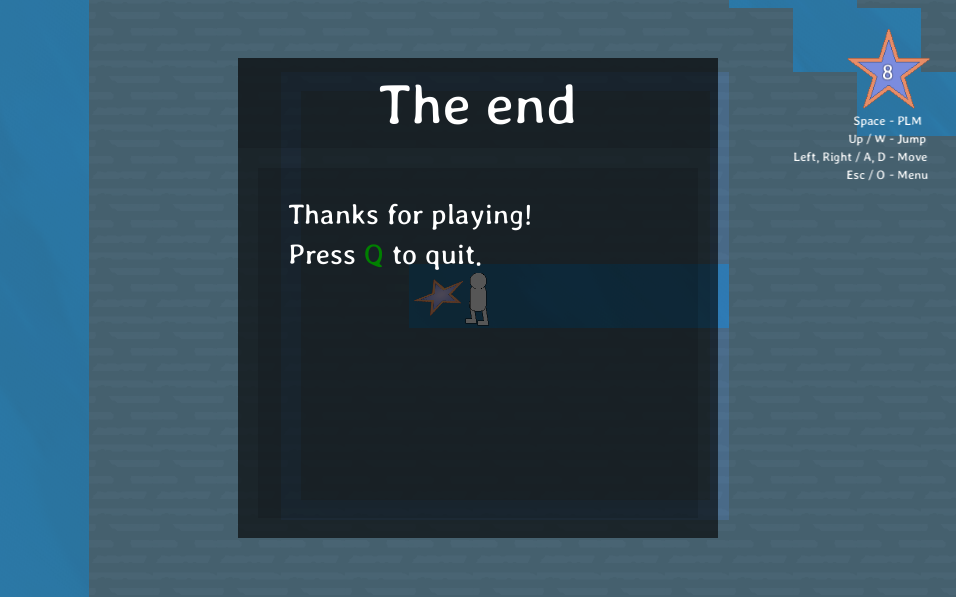 The end
Thanks for playing!
Press Q to quit.
8
Space - PLM
Up / W - Jump
Left, Right / A, D - Move
Esc / O - Menu